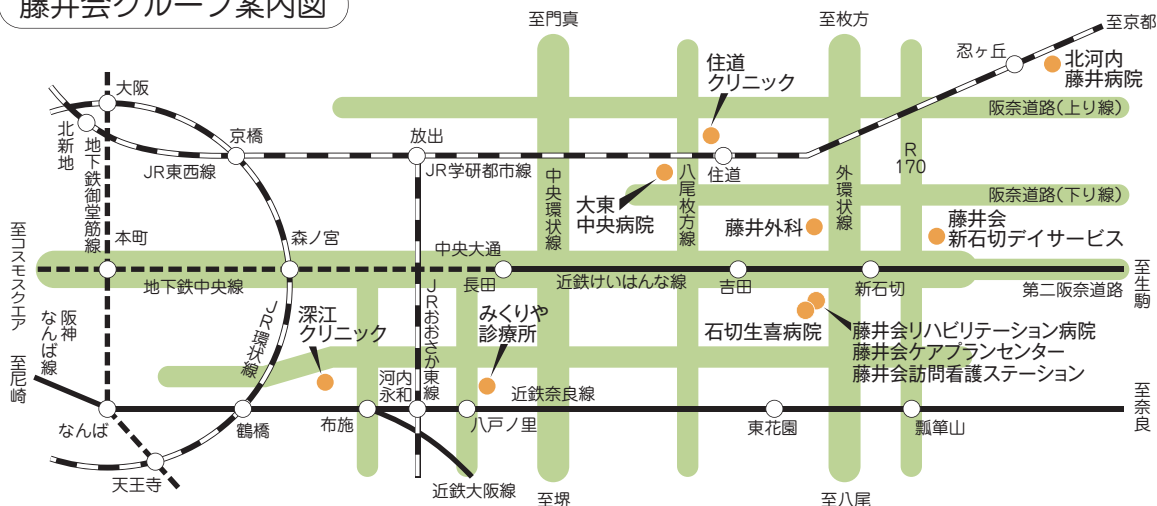 藤井会グループ案内図
至門真
至枚方
至京都
忍ヶ丘
北河内
藤井病院
住道
クリニック
大阪
阪奈道路(上り線)
北新地
地下鉄御堂筋線
京橋
放出
JR東西線
JR学研都市線
中央環状線
八尾枚方線
住道
外環状線
R
170
大東
中央病院
阪奈道路(下り線)
藤井外科
藤井会
新石切デイサービス
至コスモスクエア
本町
森ノ宮
中央大通
地下鉄中央線
長田
近鉄けいはんな線
吉田
新石切
第二阪奈道路
至生駒
阪神
なんば線
至尼崎
JR環状線
深江
クリニック
JRおおさか東線
みくりや
診療所
石切生喜病院
藤井会リハビリテーション病院
藤井会ケアプランセンター
藤井会訪問看護ステーション
河内
永和
近鉄奈良線
至奈良
なんば
鶴橋
布施
八戸ノ里
東花園
瓢箪山
天王寺
近鉄大阪線
至堺
至八尾